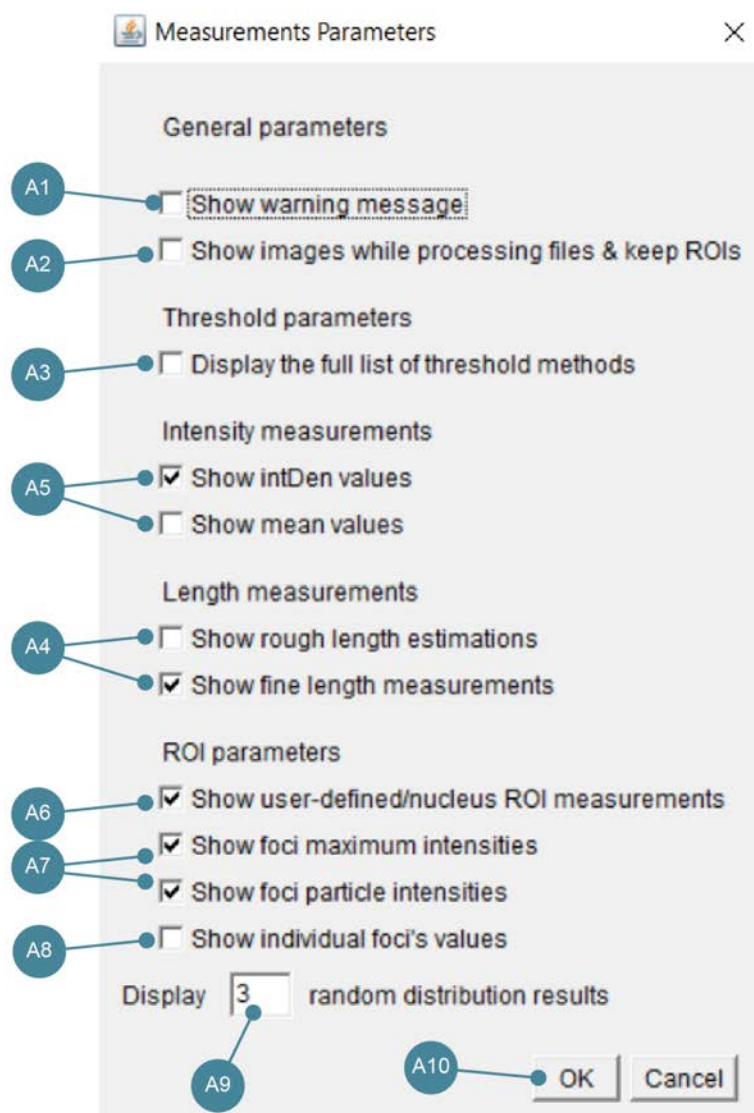 Measurements Parameters
General parameters
A1
Show warning message
A2
Show images while processing files & keep ROIs
Threshold parameters
A3
Display the full list of threshold methods
Intensity measurements
A5
Show intDen values
Show mean values
Length measurements
A4
Show rough length estimations
Show fine length measurements
ROI parameters
A6
Show user-defined/nucleus ROI measurements
A7
Show foci maximum intensities
Show foci particle intensities
A8
Show individual foci's values
Display 3 random distribution results
A9
A10
OK Cancel